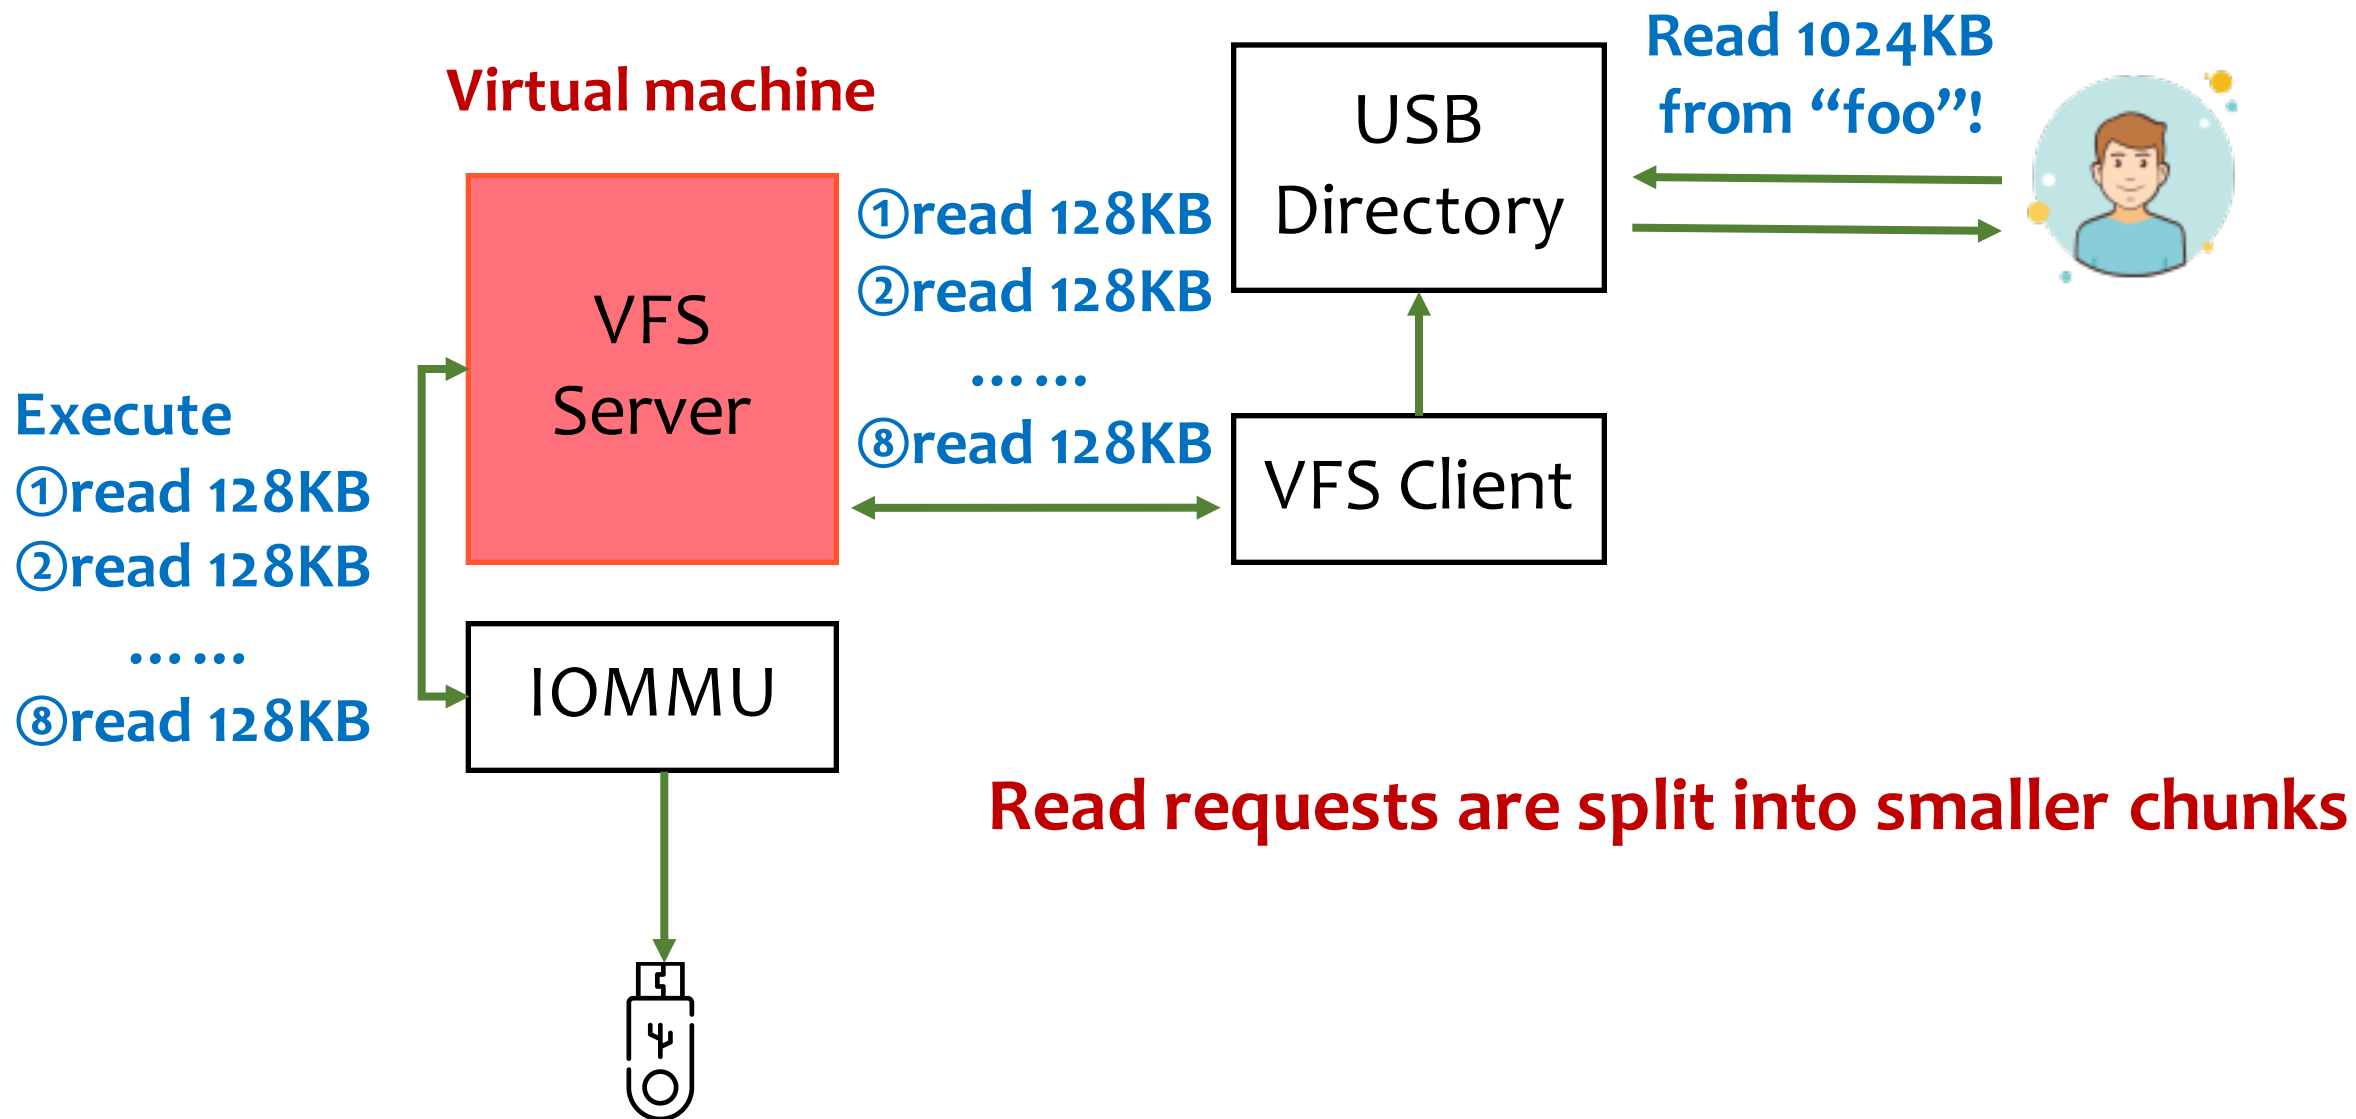 Virtual machine
VFS
Server
Execute
①read 128KB
②read 128KB
……
⑧read 128KB
IOMMU
①read 128KB
②read 128KB
……
⑧read 128KB
USB
Directory
VFS Client
Read 1024KB
from “foo”!
Read requests are split into smaller chunks